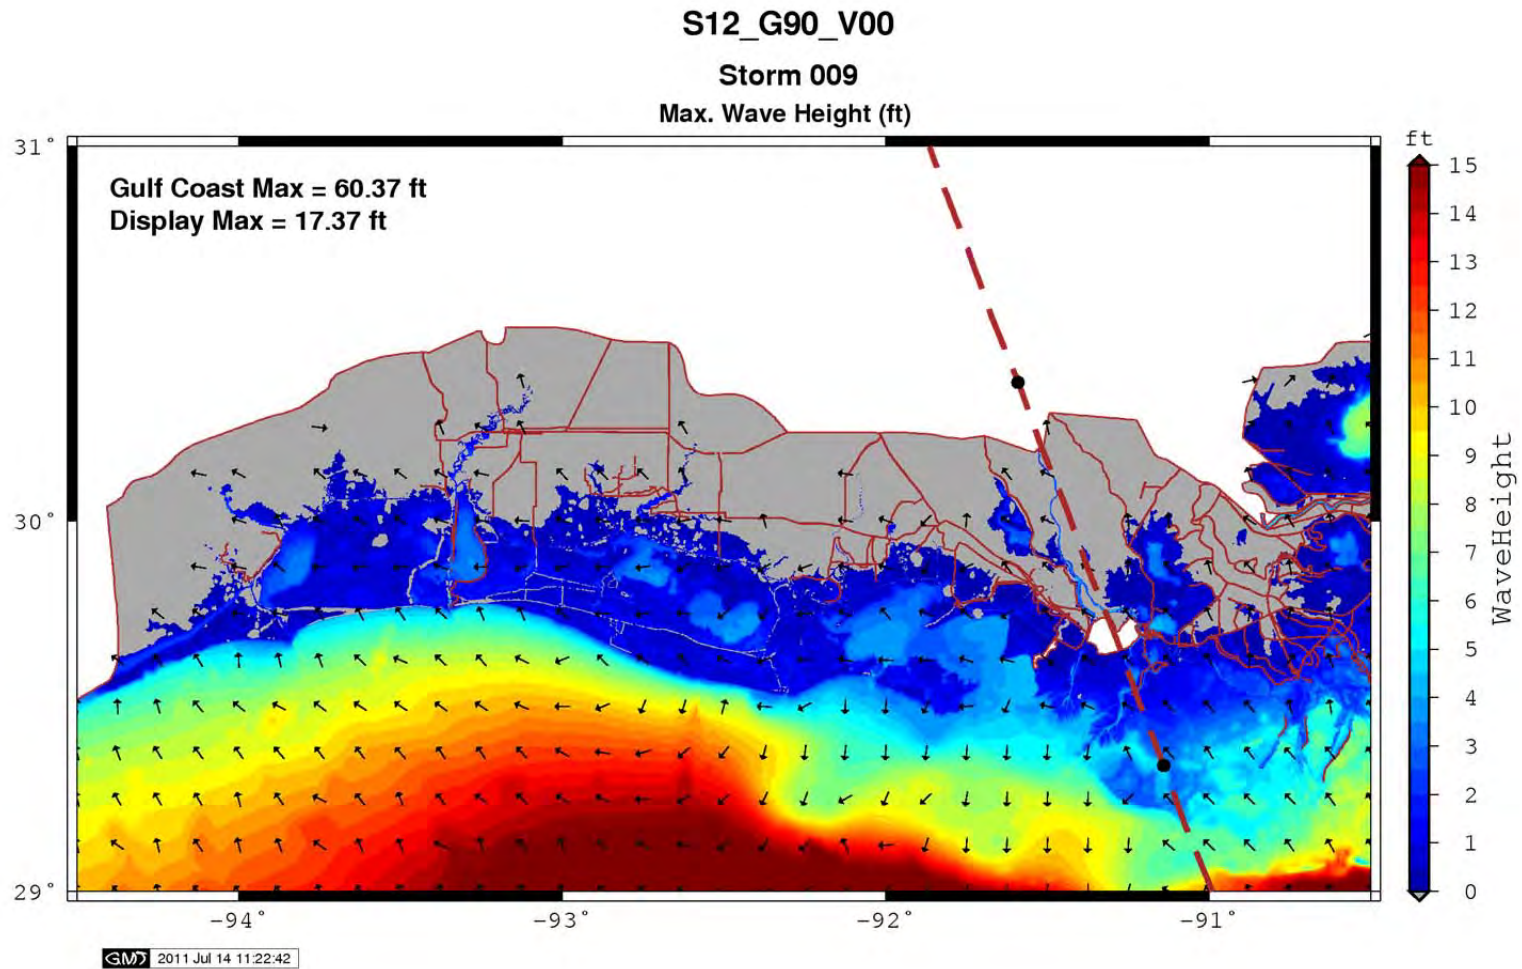 S12_G90_V00
Storm 009
Max. Wave Height (ft)
Gulf Coast Max = 60.37 ft
Display Max = 17.37 ft
31°
30°
29°
-94°
-93°
-92°
-91°
ft
15
14
13
12
11
10
9
8
7
6
5
4
3
2
1
0
WaveHeight
GMT 2011 Jul 14 11:22:42